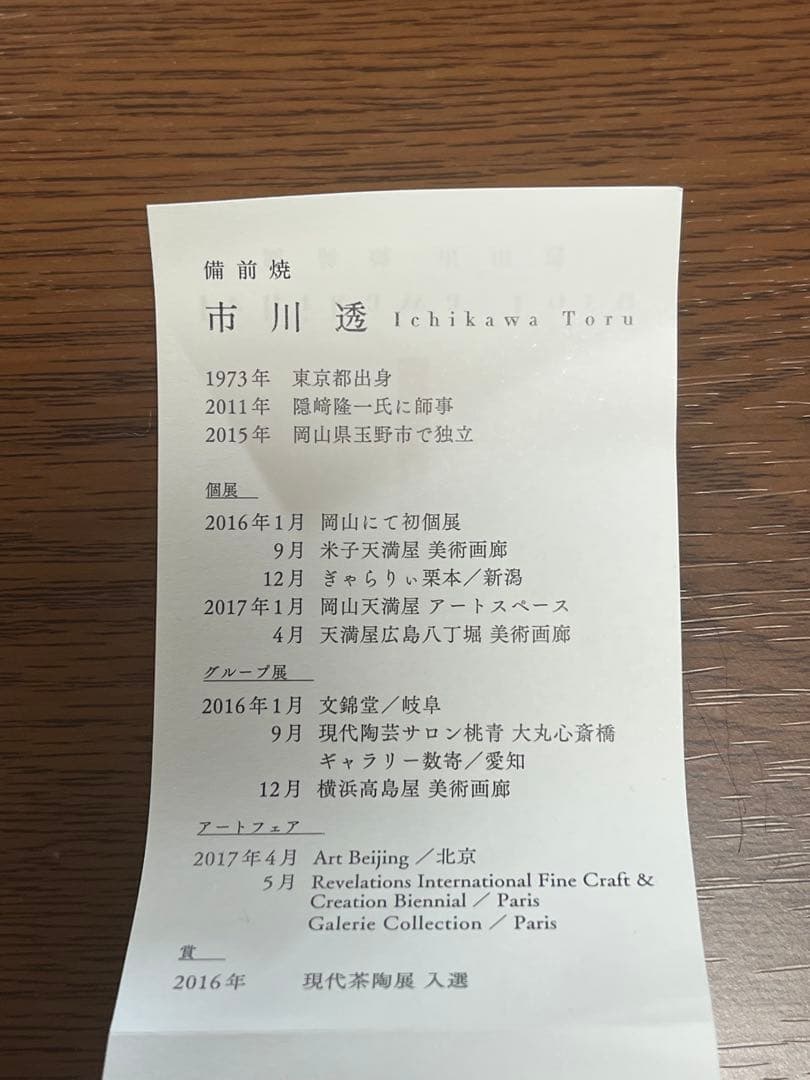 備前焼
市川 透 Ichikawa Toru
1973年 東京都出身
2011年 隠﨑隆一氏に師事
2015年 岡山県玉野市で独立
個展
2016年1月 岡山にて初個展
9月 米子天満屋 美術画廊
12月 ぎゃらりぃ栗本／新潟
2017年1月 岡山天満屋 アートスペース
4月 天満屋広島八丁堀 美術画廊
グループ展
2016年1月 文錦堂／岐阜
9月 現代陶芸サロン桃青 大丸心斎橋
ギャラリー数寄／愛知
12月 横浜高島屋 美術画廊
アートフェア
2017年4月 Art Beijing ／北京
5月 Revelations International Fine Craft &
Creation Biennial ／ Paris
Galerie Collection ／ Paris
賞
2016年 現代茶陶展 入選